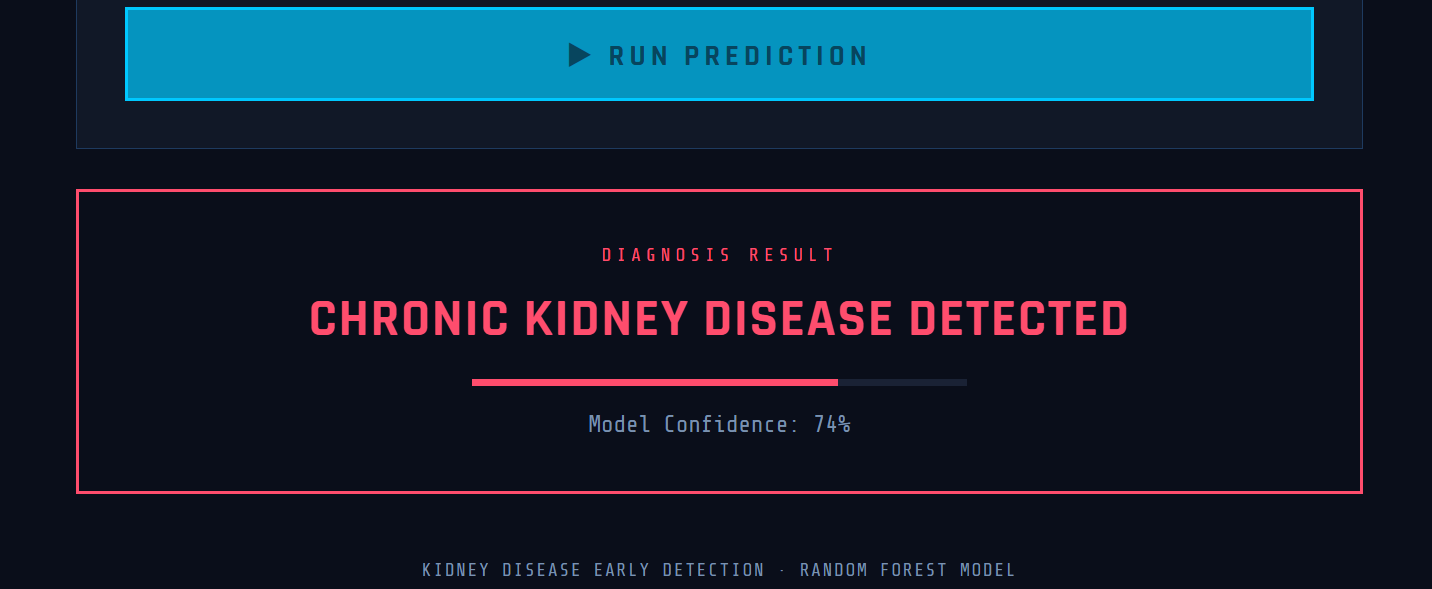 ▶ RUN PREDICTION
DIAGNOSIS RESULT
CHRONIC KIDNEY DISEASE DETECTED
Model Confidence: 74%
KIDNEY DISEASE EARLY DETECTION · RANDOM FOREST MODEL